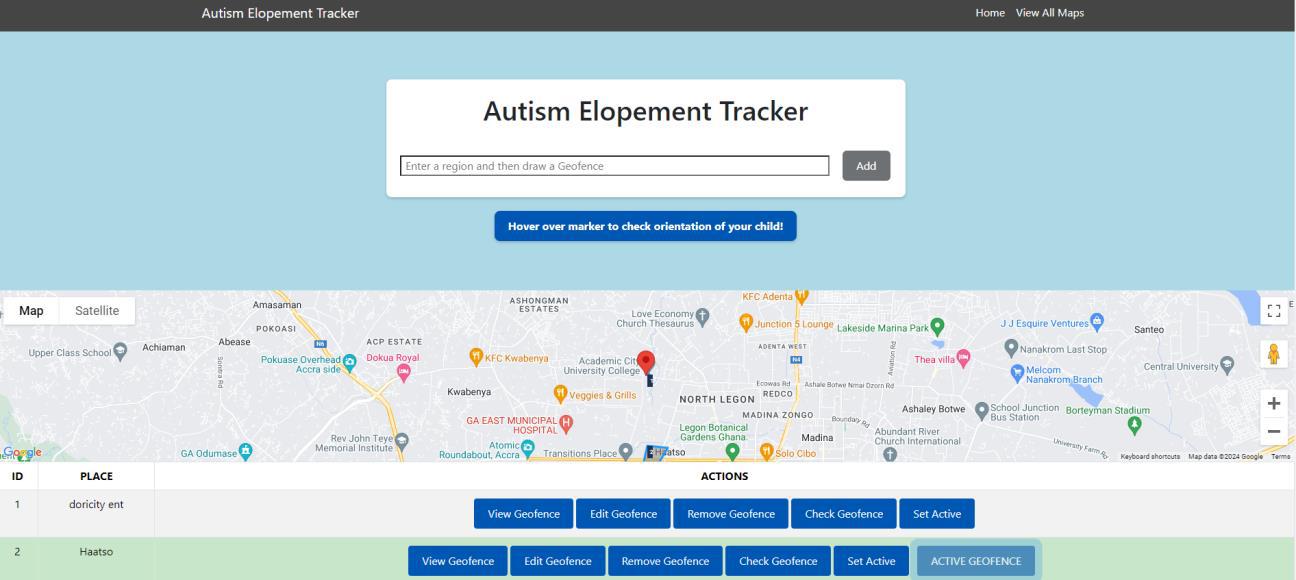 Autism Elopement Tracker
Home View All Maps
Autism Elopement Tracker
Enter a region and then draw a Geofence
Add
Hover over marker to check orientation of your child!
Map Satellite
Amasaman
ASHONGMAN
ESTATES
KFC Adenta
Love Economy
Church Thesaurus
Junction 5 Lounge
Lakeside Marina Park
J J Esquire Ventures
Santeo
POKOASI
N6
Abease
ACP ESTATE
Achiaman
Upper Class School
Pokuase Overhead
Accra side
Dokua Royal
KFC Kwabenya
Academic City
University College
ADENTA WEST
N4
Aviation Rd
Thea villa
Nanakrom Last Stop
Melcom
Nanakrom Branch
Central University
Kwabenya
Veggies & Grills
NORTH LEGON
Ecowas Rd
REDCO
Ashale Botwe Nmai Dzorn Rd
MADINA ZONGO
Boundary Rd
Ashaley Botwe
School Junction
Bus Station
Borteyman Stadium
GA EAST MUNICIPAL
HOSPITAL
Legon Botanical
Gardens Ghana.
Madina
Abundant River
Church International
University Farm Rd
GA Odumase
Rev John Teye
Memorial Institute
Atomic
Roundabout, Accra
Transitions Place
2
Haatso
Solo Cibo
Google
Keyboard shortcuts Map data ©2024 Google Terms
ID PLACE ACTIONS
1 doricity ent View Geofence Edit Geofence Remove Geofence Check Geofence Set Active
2 Haatso View Geofence Edit Geofence Remove Geofence Check Geofence Set Active ACTIVE GEOFENCE